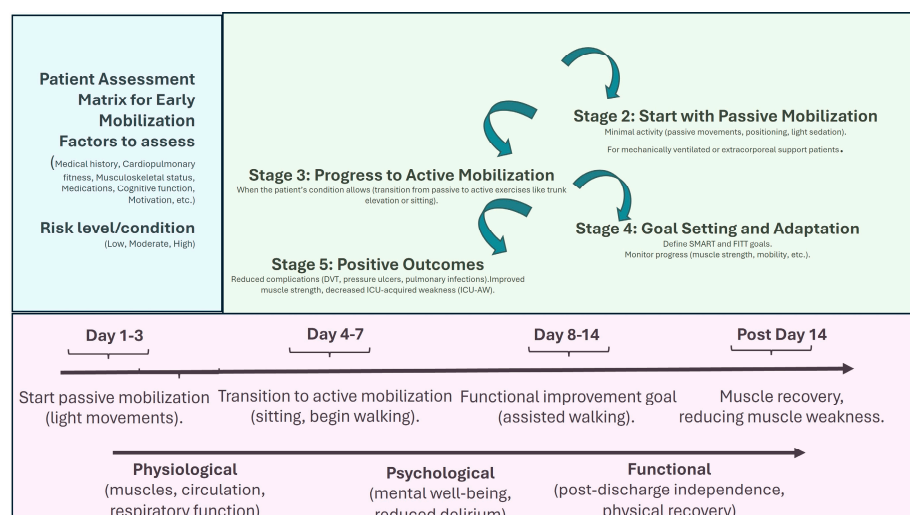 Patient Assessment
Matrix for Early
Mobilization
Factors to assess
(Medical history, Cardiopulmonary
fitness, Musculoskeletal status,
Medications, Cognitive function,
Motivation, etc.)
Risk level/condition
(Low, Moderate, High)
Stage 2: Start with Passive Mobilization
Minimal activity (passive movements, positioning, light sedation).
For mechanically ventilated or extracorporeal support patients.
Stage 3: Progress to Active Mobilization
When the patient's condition allows (transition from passive to active exercises like trunk
elevation or sitting).
Stage 4: Goal Setting and Adaptation
Define SMART and FITT goals.
Monitor progress (muscle strength, mobility, etc.).
Stage 5: Positive Outcomes
Reduced complications (DVT, pressure ulcers, pulmonary infections).Improved
muscle strength, decreased ICU-acquired weakness (ICU-AW).
Day 1-3
Day 4-7
Day 8-14
Post Day 14
Start passive mobilization
(light movements).
Transition to active mobilization
(sitting, begin walking).
Functional improvement goal
(assisted walking).
Muscle recovery,
reducing muscle weakness.
Physiological
(muscles, circulation,
respiratory function)
Psychological
(mental well-being,
reduced delirium)
Functional
(post-discharge independence,
physical recovery)